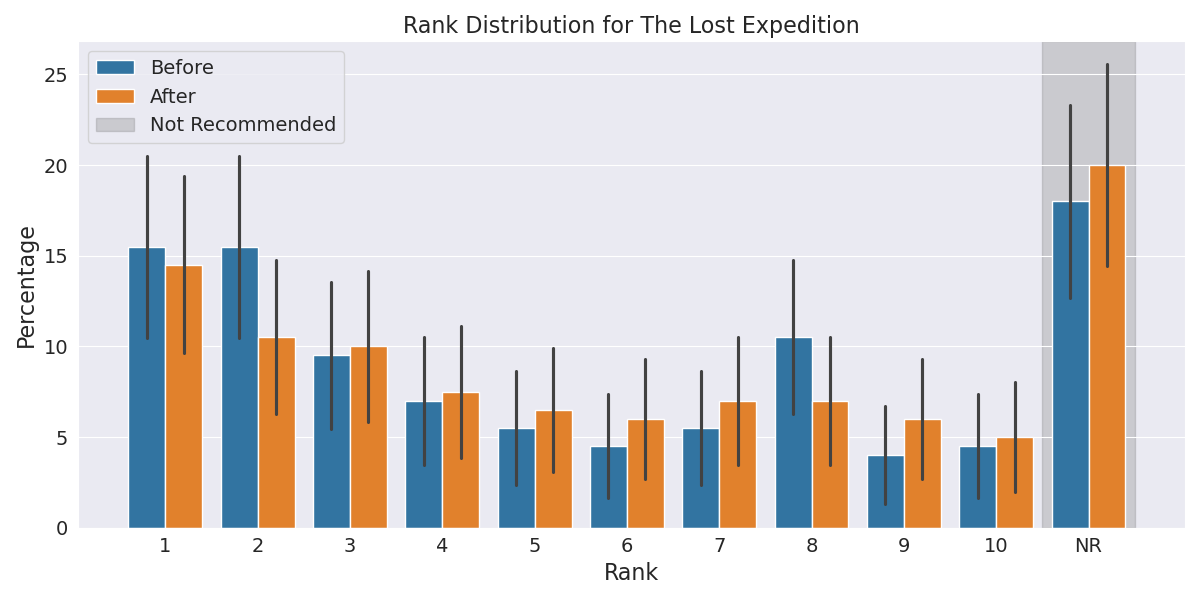 Rank Distribution for The Lost Expedition
Before
After
Not Recommended
Percentage
25
20
15
10
5
0
1 2 3 4 5 6 7 8 9 10 NR
Rank